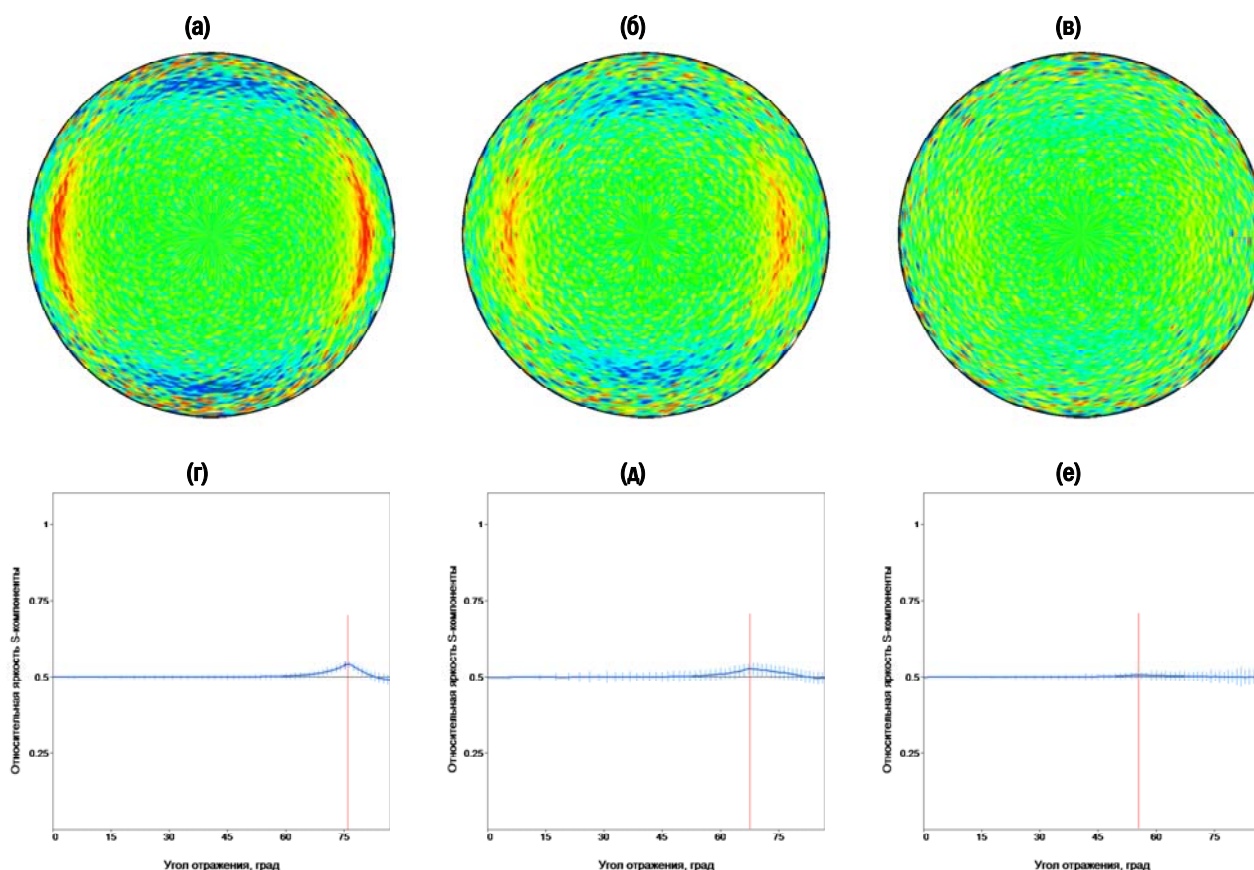 (а) (б) (в)
(г) (д) (е)
Относительная яркость S-компоненты
1
0.75
0.5
0.25
0 15 30 45 60 75
Угол отражения, град
Относительная яркость S-компоненты
1
0.75
0.5
0.25
0 15 30 45 60 75
Угол отражения, град
Относительная яркость S-компоненты
1
0.75
0.5
0.25
0 15 30 45 60 75
Угол отражения, град